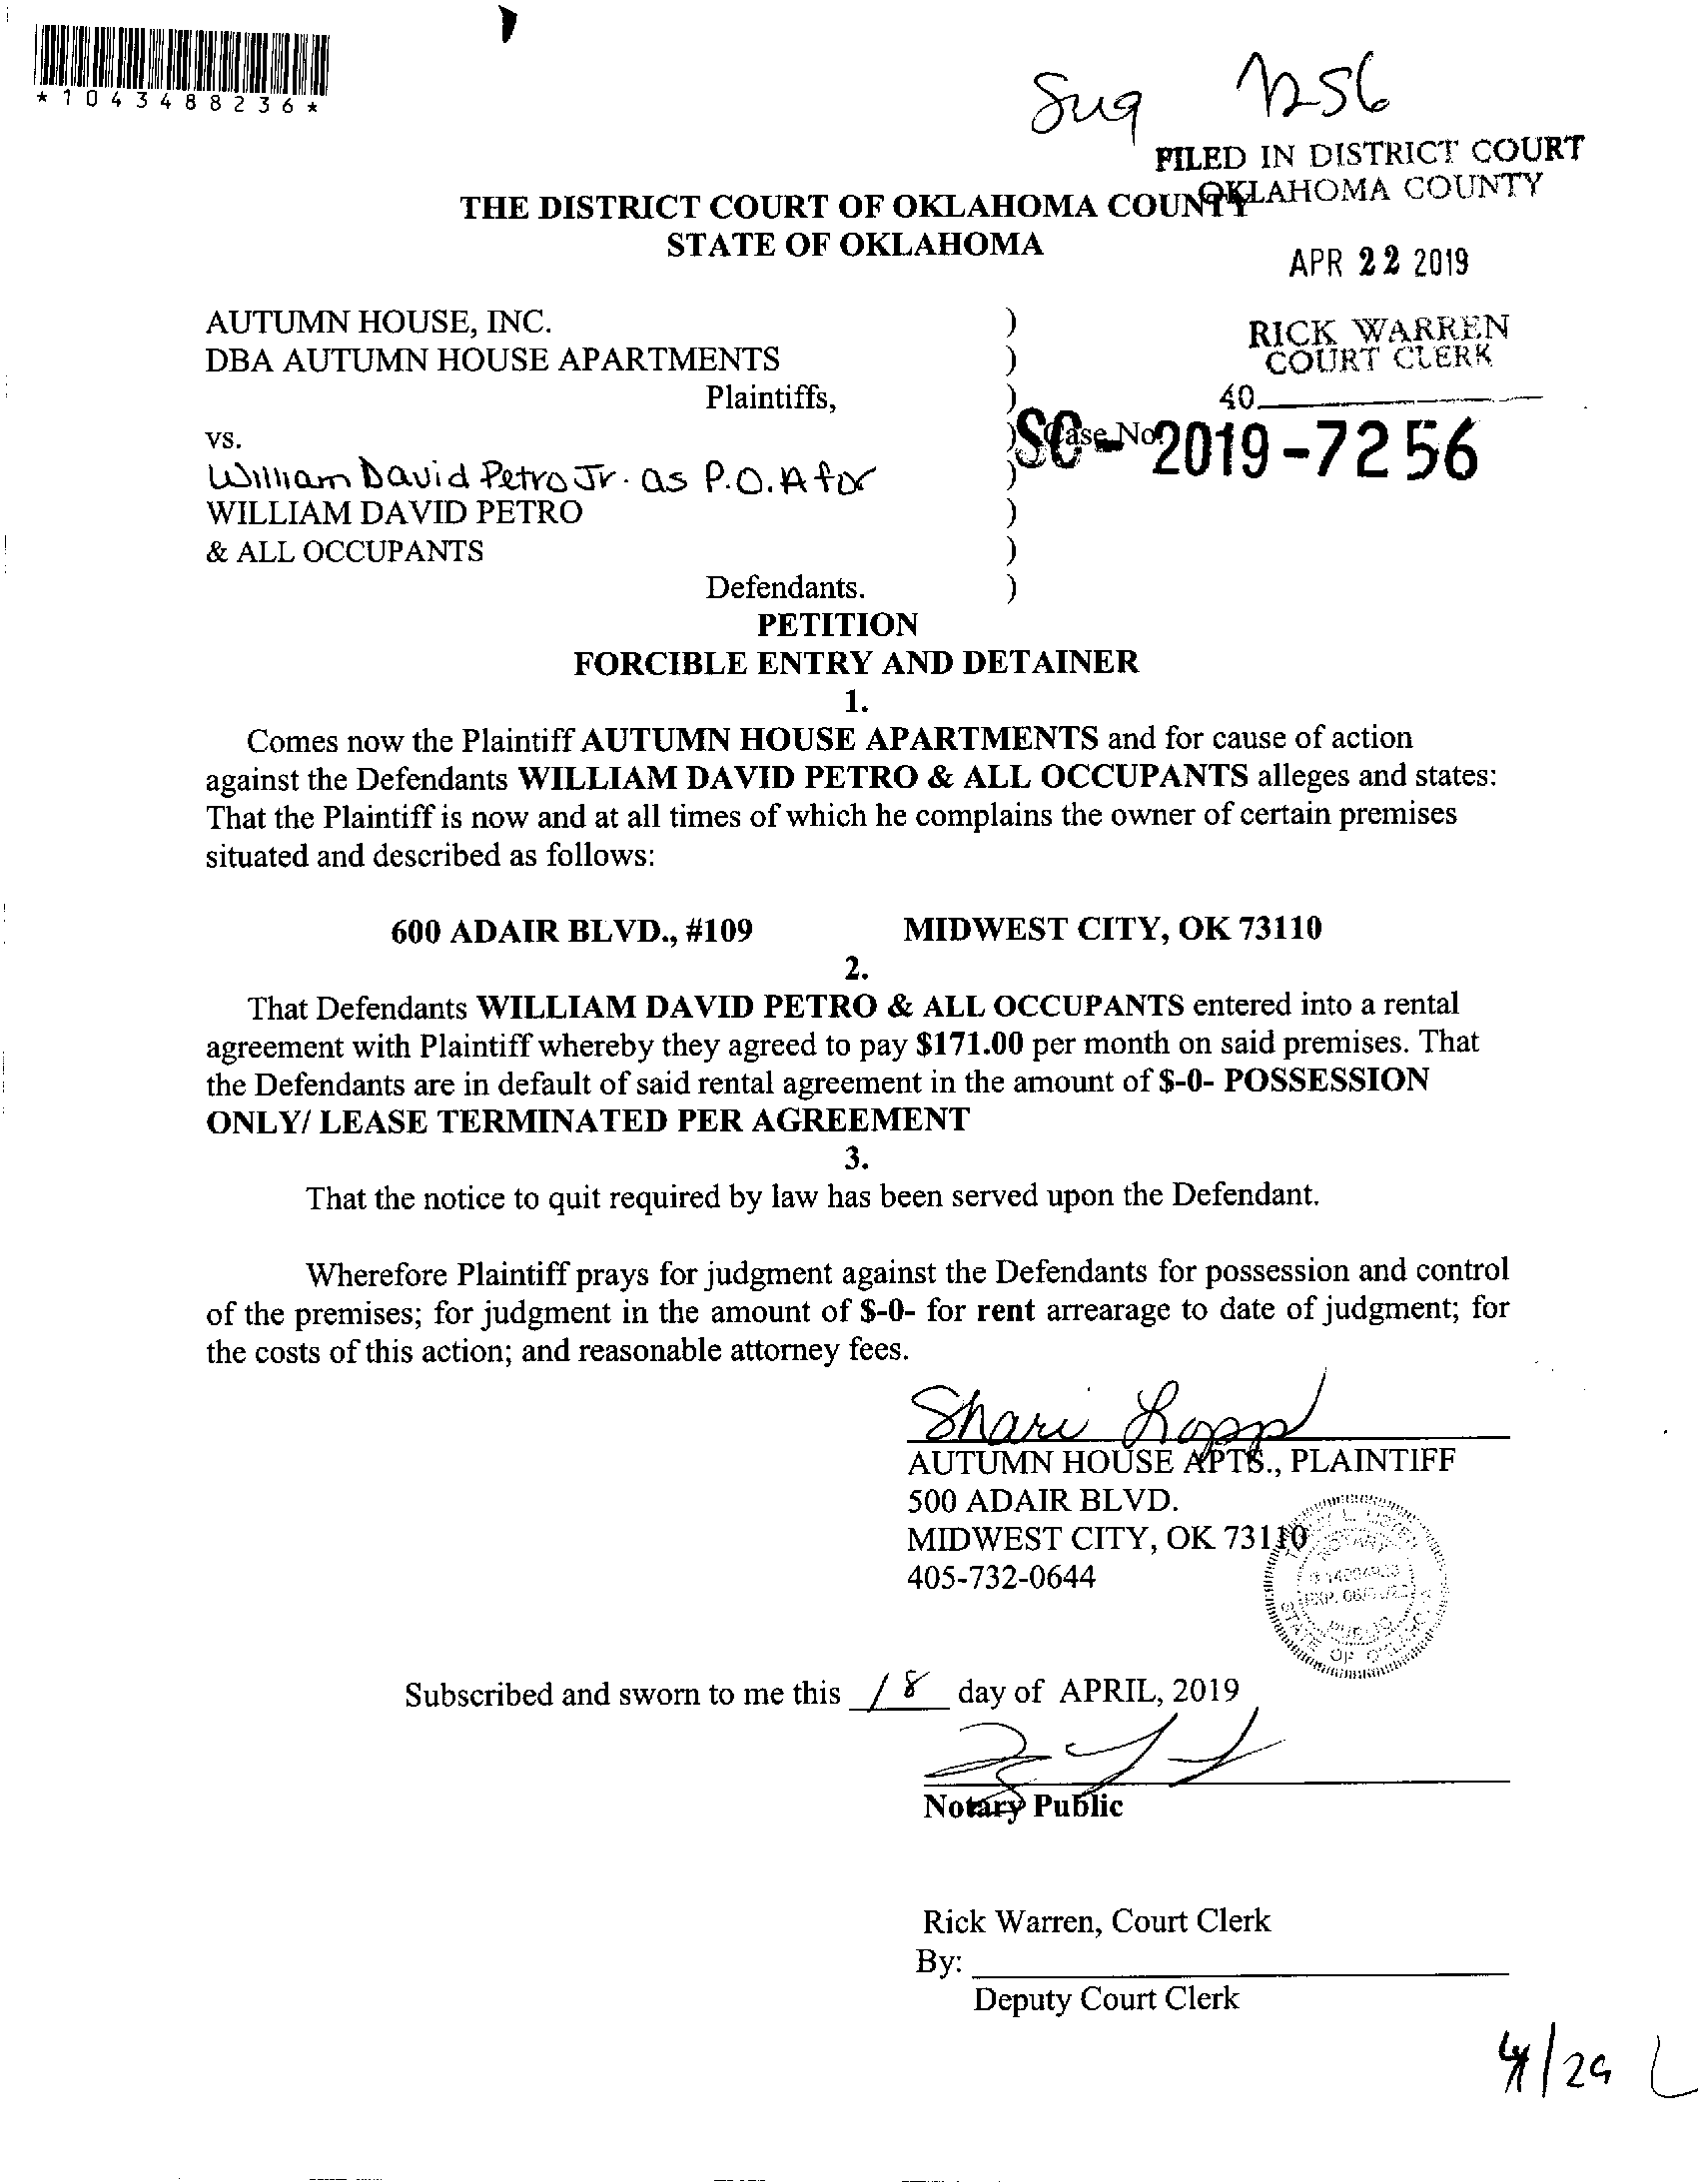 *1043488236*
FILED IN DISTRICT COURT
OKLAHOMA COUNTY
THE DISTRICT COURT OF OKLAHOMA COUNTY
STATE OF OKLAHOMA
APR 22 2019
AUTUMN HOUSE, INC. )
DBA AUTUMN HOUSE APARTMENTS )
RICK WARREN
COURT CLERK
Plaintiffs, )
40
vs. ) Case No.
SC-2019-7256
William David Petro Jr. as P.O.A for )
WILLIAM DAVID PETRO )
& ALL OCCUPANTS )
Defendants. )
PETITION
FORCIBLE ENTRY AND DETAINER
1.
Comes now the Plaintiff AUTUMN HOUSE APARTMENTS and for cause of action
against the Defendants WILLIAM DAVID PETRO & ALL OCCUPANTS alleges and states:
That the Plaintiff is now and at all times of which he complains the owner of certain premises
situated and described as follows:
600 ADAIR BLVD., #109 MIDWEST CITY, OK 73110
2.
That Defendants WILLIAM DAVID PETRO & ALL OCCUPANTS entered into a rental
agreement with Plaintiff whereby they agreed to pay $171.00 per month on said premises. That
the Defendants are in default of said rental agreement in the amount of $-0- POSSESSION
ONLY/ LEASE TERMINATED PER AGREEMENT
3.
That the notice to quit required by law has been served upon the Defendant.
Wherefore Plaintiff prays for judgment against the Defendants for possession and control
of the premises; for judgment in the amount of $-0- for rent arrearage to date of judgment; for
the costs of this action; and reasonable attorney fees.
Shari Lopp
AUTUMN HOUSE APTS., PLAINTIFF
500 ADAIR BLVD.
MIDWEST CITY, OK 73110
405-732-0644
NOTARY
PUBLIC
STATE OF OKLAHOMA
Subscribed and sworn to me this 18 day of APRIL, 2019
Notary Public
Rick Warren, Court Clerk
By:
Deputy Court Clerk
4/29